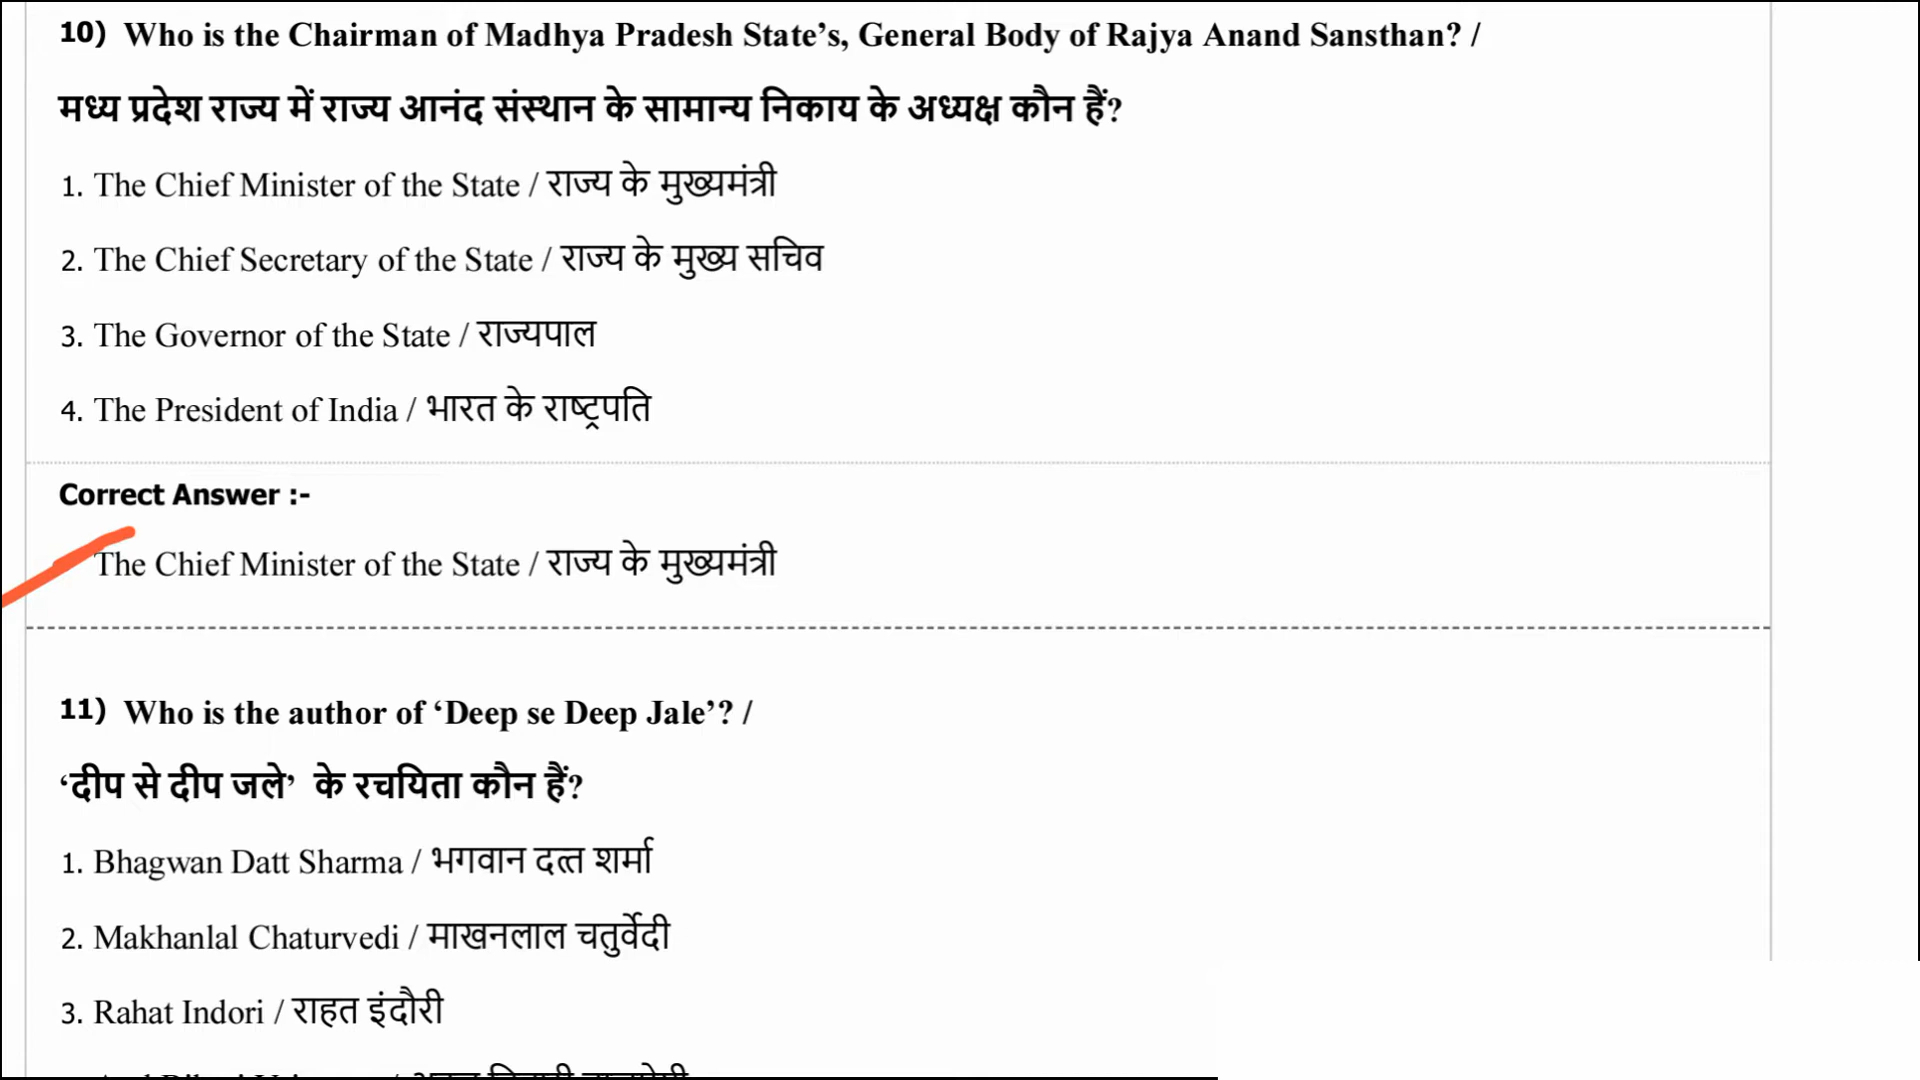 10) Who is the Chairman of Madhya Pradesh State’s, General Body of Rajya Anand Sansthan? /
मध्य प्रदेश राज्य में राज्य आनंद संस्थान के सामान्य निकाय के अध्यक्ष कौन हैं?
1. The Chief Minister of the State / राज्य के मुख्यमंत्री
2. The Chief Secretary of the State / राज्य के मुख्य सचिव
3. The Governor of the State / राज्यपाल
4. The President of India / भारत के राष्ट्रपति
Correct Answer :-
The Chief Minister of the State / राज्य के मुख्यमंत्री
11) Who is the author of ‘Deep se Deep Jale’? /
‘दीप से दीप जले’ के रचयिता कौन हैं?
1. Bhagwan Datt Sharma / भगवान दत्त शर्मा
2. Makhanlal Chaturvedi / माखनलाल चतुर्वेदी
3. Rahat Indori / राहत इंदौरी